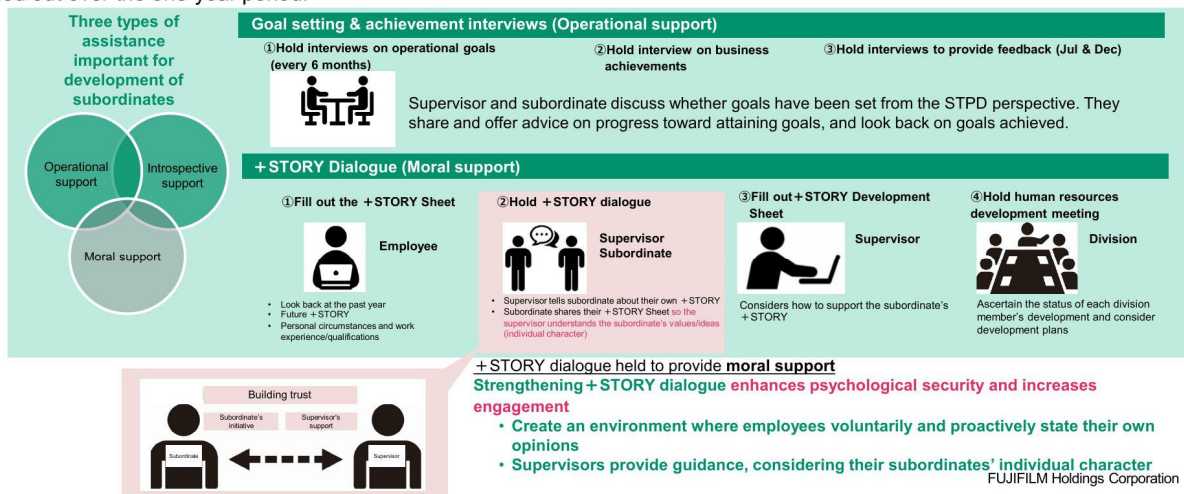 Three types of
assistance
important for
development of
subordinates
Operational
support
Introspective
support
Moral support
Goal setting & achievement interviews (Operational support)
①Hold interviews on operational goals
(every 6 months)
②Hold interview on business
achievements
③Hold interviews to provide feedback (Jul & Dec)
Supervisor and subordinate discuss whether goals have been set from the STPD perspective. They
share and offer advice on progress toward attaining goals, and look back on goals achieved.
+STORY Dialogue (Moral support)
①Fill out the +STORY Sheet
Employee
• Look back at the past year
• Future +STORY
• Personal circumstances and work
experience/qualifications
②Hold +STORY dialogue
Supervisor
Subordinate
• Supervisor tells subordinate about their own +STORY
• Subordinate shares their +STORY Sheet so the
supervisor understands the subordinate's values/ideas
(individual character)
③Fill out+STORY Development
Sheet
Supervisor
Considers how to support the subordinate's
+STORY
④Hold human resources
development meeting
Division
Ascertain the status of each division
member's development and consider
development plans
Building trust
Subordinate's
initiative
Supervisor's
support
Subordinate
Supervisor
+STORY dialogue held to provide moral support
Strengthening+STORY dialogue enhances psychological security and increases
engagement
• Create an environment where employees voluntarily and proactively state their own
opinions
• Supervisors provide guidance, considering their subordinates' individual character
FUJIFILM Holdings Corporation